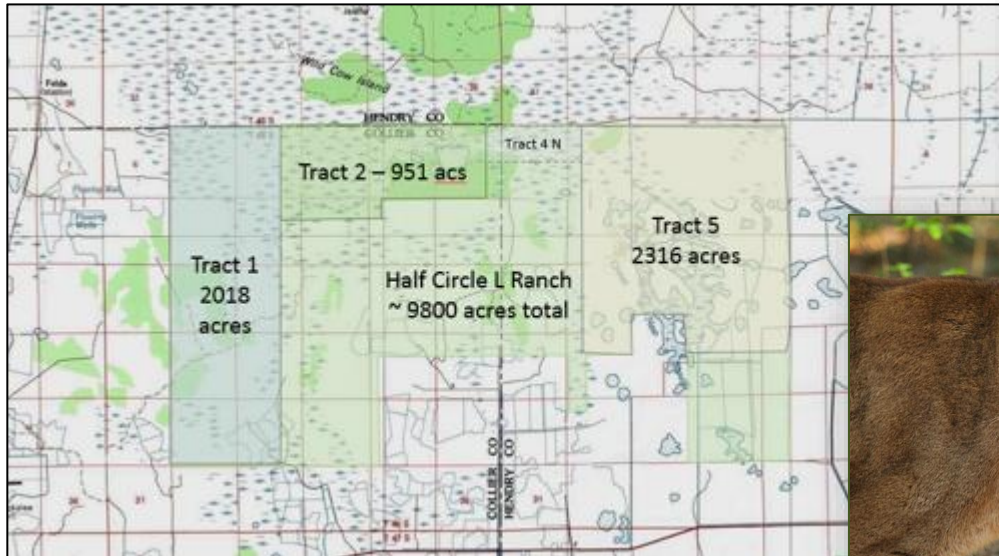 Wild Cow Island
Felda
HENDRY CO
COLLIER CO
Tract 4 N
Tract 2 – 951 acs
Tract 1
2018
acres
Half Circle L Ranch
~ 9800 acres total
Tract 5
2316 acres
COLLIER CO
HENDRY CO